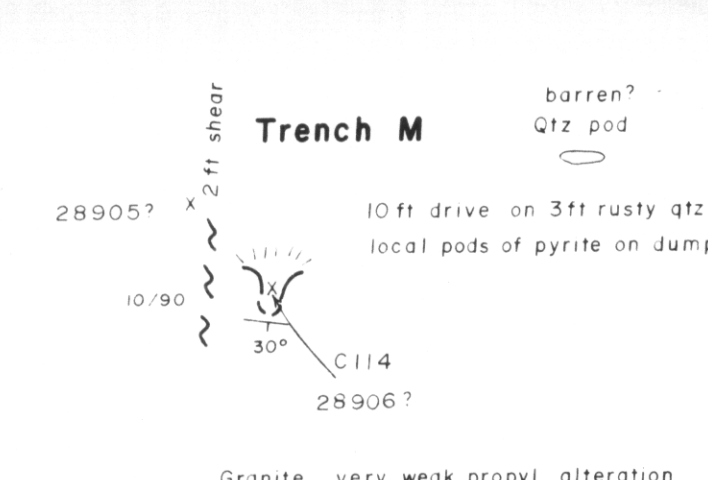 barren?
Qtz pod
Trench M
2 ft shear
28905?
10 ft drive on 3ft rusty qtz
local pods of pyrite on dump
10/90
30°
C114
28906?
Granite very weak propyl alteration